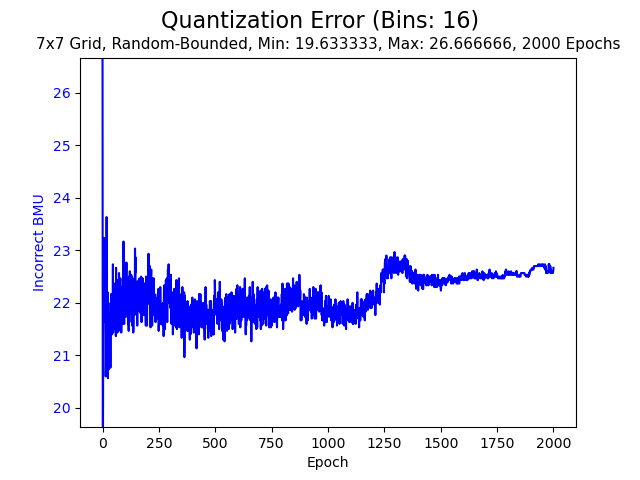 Quantization Error (Bins: 16)
7x7 Grid, Random-Bounded, Min: 19.633333, Max: 26.666666, 2000 Epochs
26
25
24
23
22
21
20
Incorrect BMU
0 250 500 750 1000 1250 1500 1750 2000
Epoch